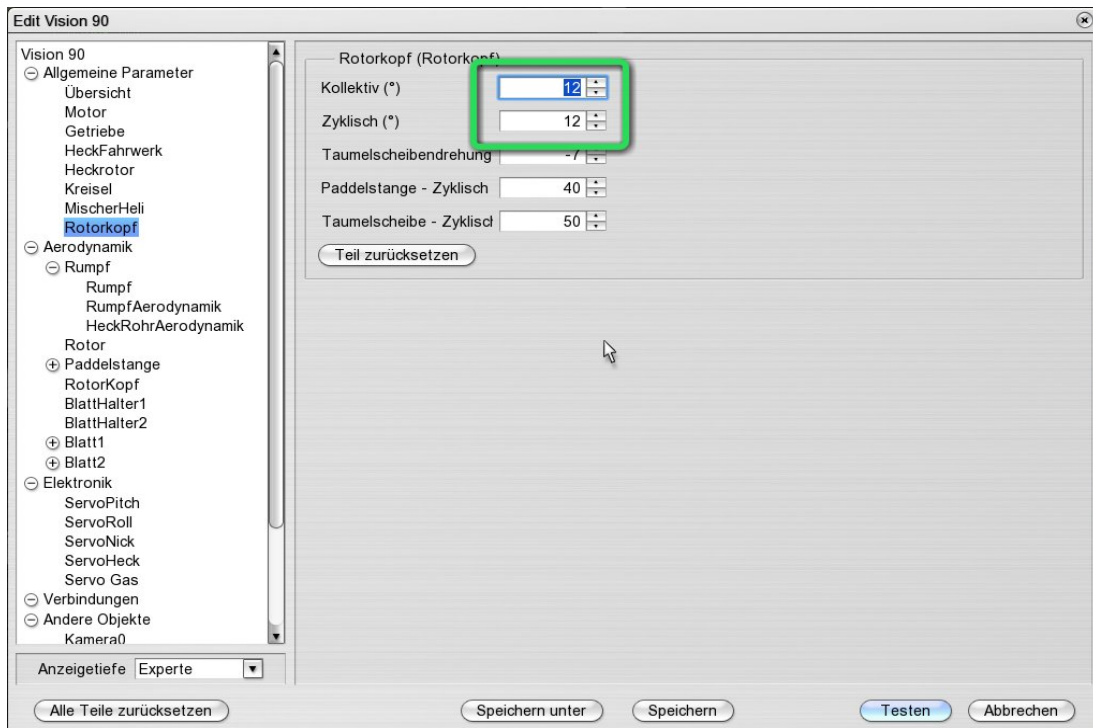 Edit Vision 90
Vision 90
Allgemeine Parameter
Übersicht
Motor
Getriebe
HeckFahrwerk
Heckrotor
Kreisel
MischerHeli
Rotorkopf
Aerodynamik
Rumpf
Rumpf
RumpfAerodynamik
HeckRohrAerodynamik
Rotor
Paddelstange
RotorKopf
BlattHalter1
BlattHalter2
Blatt1
Blatt2
Elektronik
ServoPitch
ServoRoll
ServoNick
ServoHeck
Servo Gas
Verbindungen
Andere Objekte
Kamera0
Anzeigetiefe Experte
Rotorkopf (Rotorkopf)
Kollektiv (°) 12
Zyklisch (°) 12
Taumelscheibendrehung -7
Paddelstange - Zyklisch 40
Taumelscheibe - Zyklisch 50
Teil zurücksetzen
Alle Teile zurücksetzen Speichern unter Speichern Testen Abbrechen